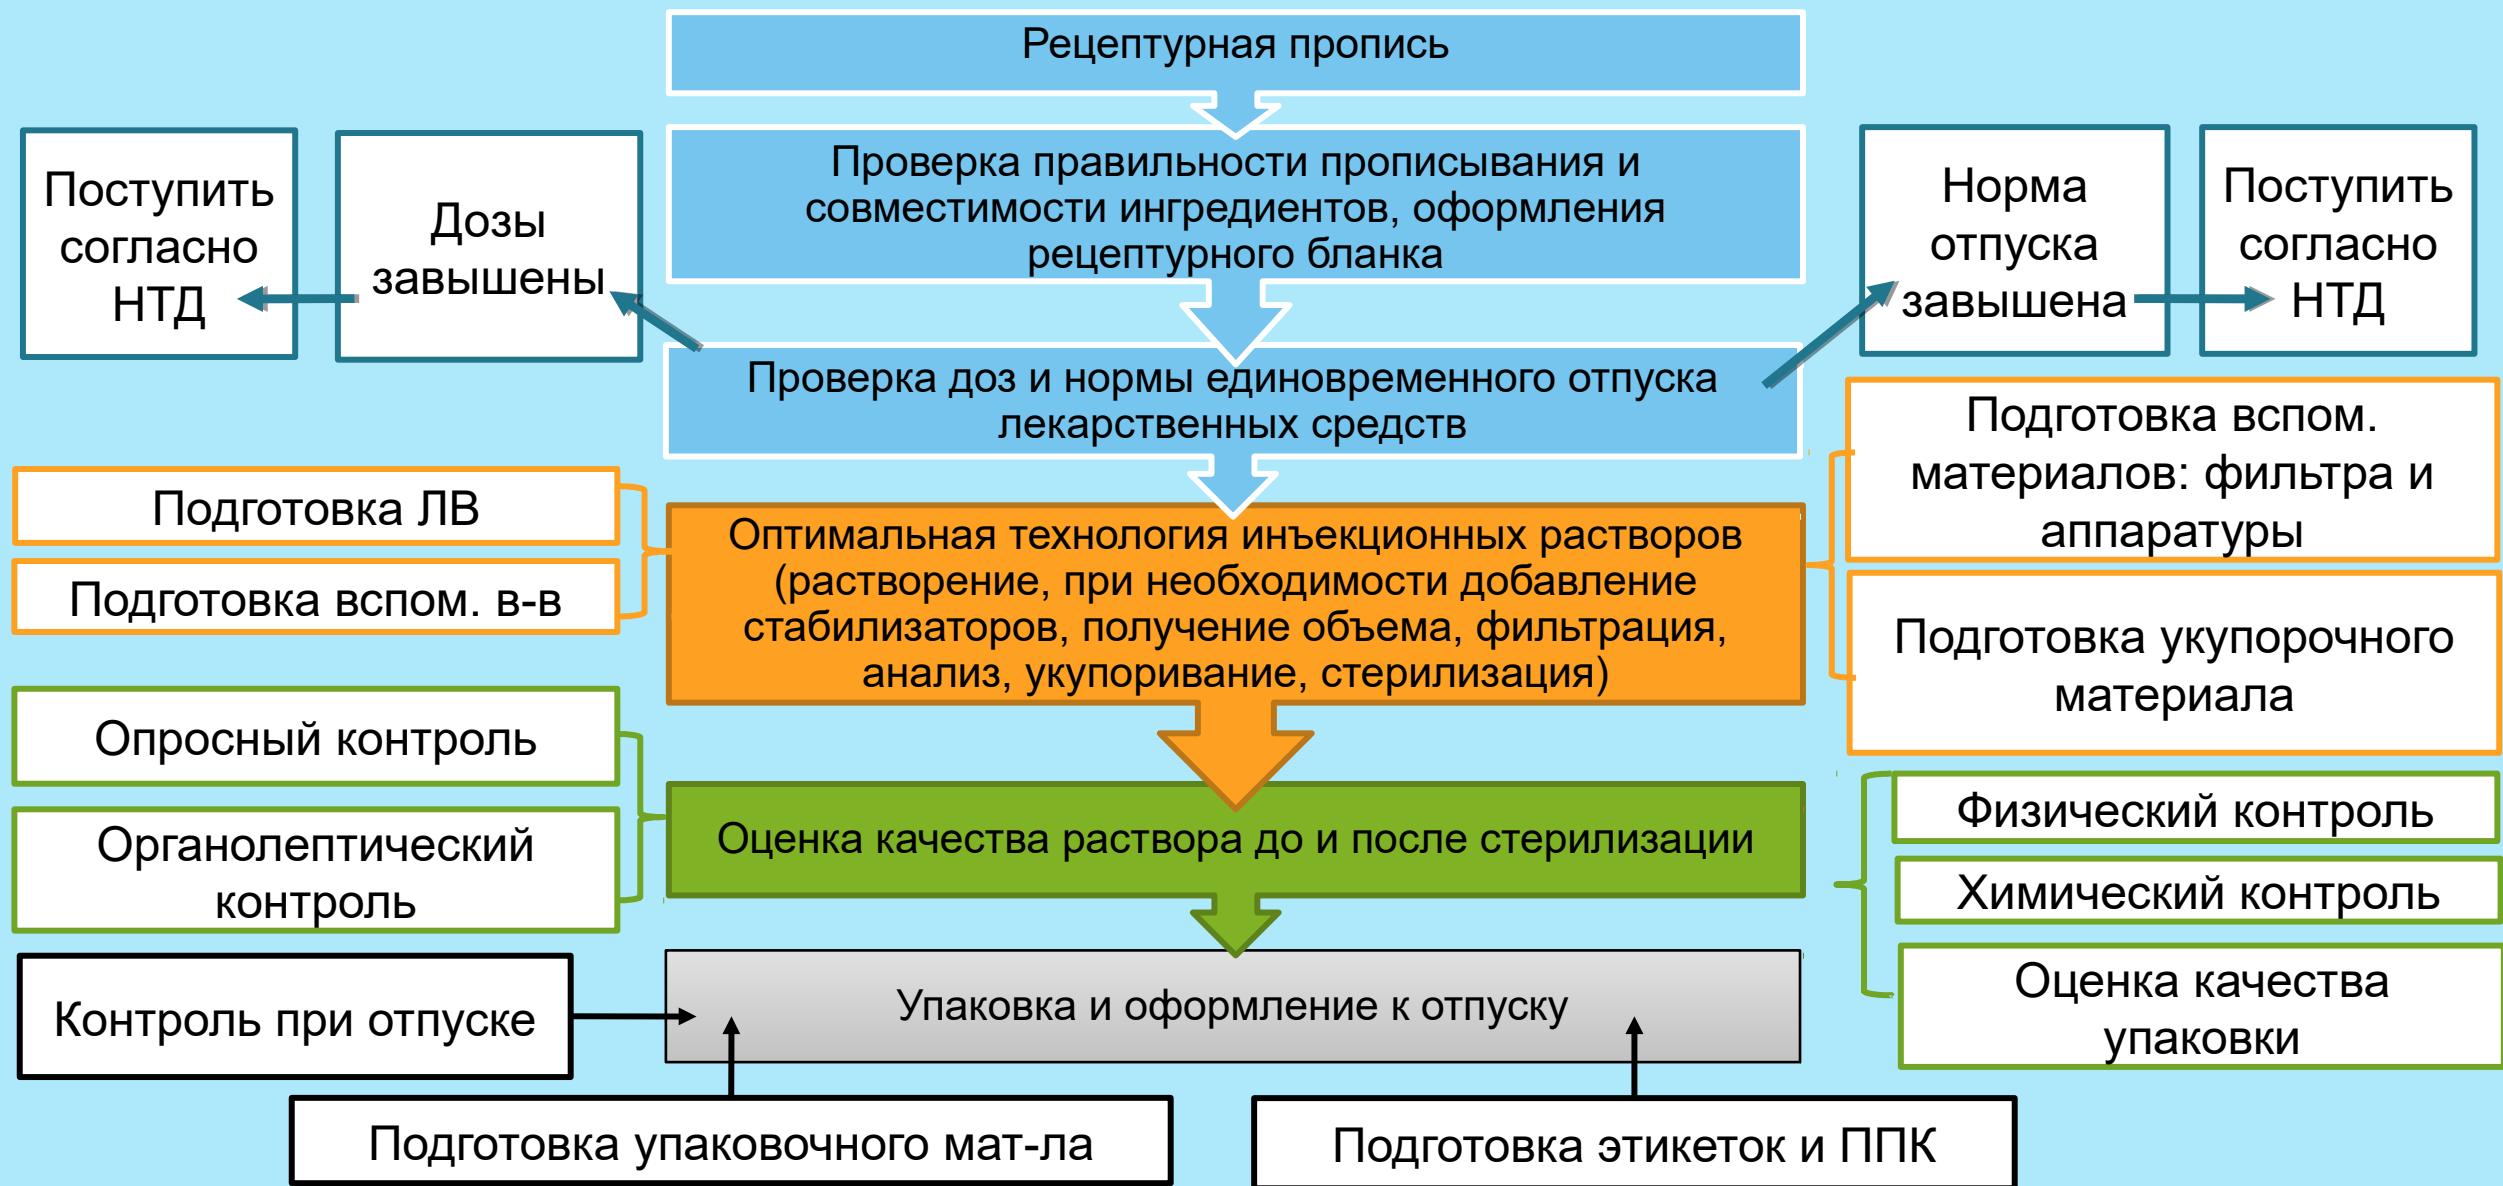 Рецептурная пропись
Поступить
согласно
НТД
Дозы
завышены
Проверка правильности прописывания и
совместимости ингредиентов, оформления
рецептурного бланка
Норма
отпуска
завышена
Поступить
согласно
НТД
Проверка доз и нормы единовременного отпуска
лекарственных средств
Подготовка ЛВ
Подготовка вспом. в-в
Оптимальная технология инъекционных растворов
(растворение, при необходимости добавление
стабилизаторов, получение объема, фильтрация,
анализ, укупоривание, стерилизация)
Подготовка вспом.
материалов: фильтра и
аппаратуры
Подготовка укупорочного
материала
Опросный контроль
Органолептический
контроль
Оценка качества раствора до и после стерилизации
Физический контроль
Химический контроль
Оценка качества
упаковки
Контроль при отпуске
Упаковка и оформление к отпуску
Подготовка упаковочного мат-ла
Подготовка этикеток и ППК